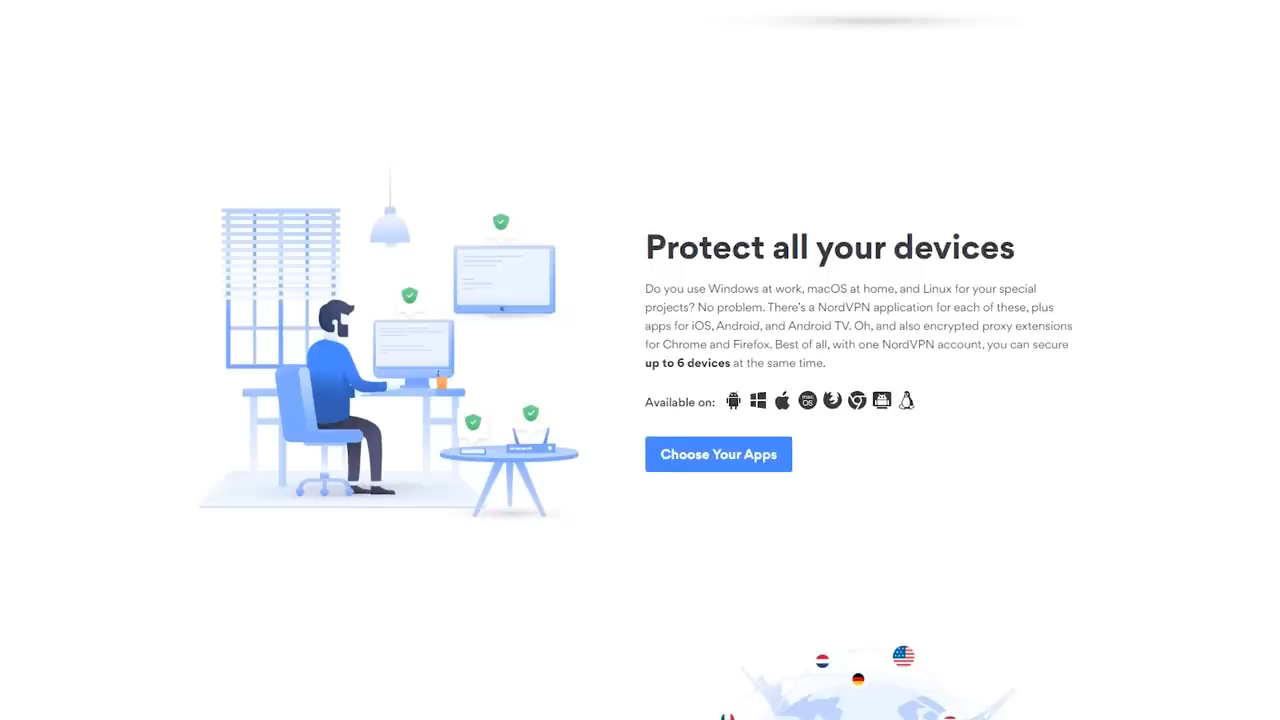 Protect all your devices
Do you use Windows at work, macOS at home, and Linux for your special
projects? No problem. There's a NordVPN application for each of these, plus
apps for iOS, Android, and Android TV. Oh, and also encrypted proxy extensions
for Chrome and Firefox. Best of all, with one NordVPN account, you can secure
up to 6 devices at the same time.
Available on:
mac
OS
Choose Your Apps